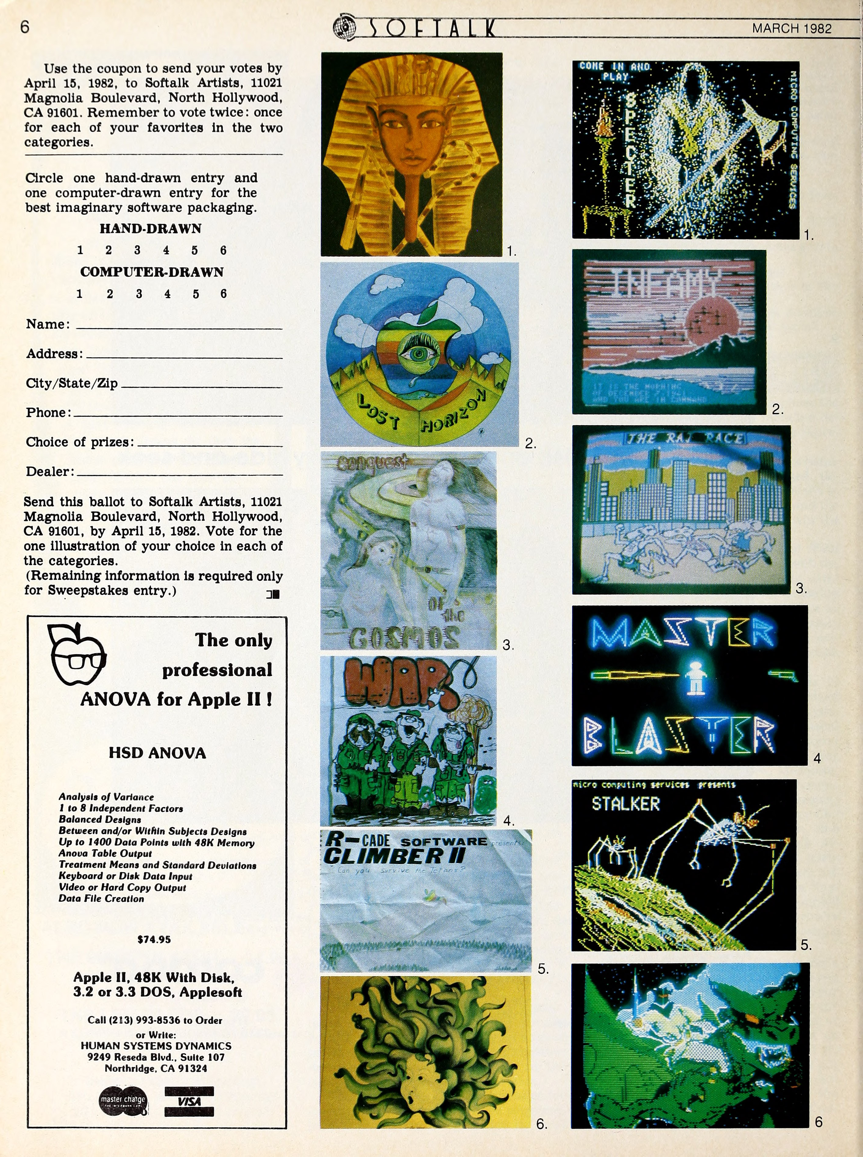 6
SOFTALK
MARCH 1982
Use the coupon to send your votes by
April 15, 1982, to Softalk Artists, 11021
Magnolia Boulevard, North Hollywood,
CA 91601. Remember to vote twice: once
for each of your favorites in the two
categories.
Circle one hand-drawn entry and
one computer-drawn entry for the
best imaginary software packaging.
HAND-DRAWN
1 2 3 4 5 6
COMPUTER-DRAWN
1 2 3 4 5 6
Name:
Address:
City/State/Zip
Phone:
Choice of prizes:
Dealer:
Send this ballot to Softalk Artists, 11021
Magnolia Boulevard, North Hollywood,
CA 91601, by April 15, 1982. Vote for the
one illustration of your choice in each of
the categories.
(Remaining information is required only
for Sweepstakes entry.)
The only
professional
ANOVA for Apple II !
HSD ANOVA
Analysis of Variance
1 to 8 Independent Factors
Balanced Designs
Between and/or Within Subjects Designs
Up to 1400 Data Points with 48K Memory
Anova Table Output
Treatment Means and Standard Deviations
Keyboard or Disk Data Input
Video or Hard Copy Output
Data File Creation
$74.95
Apple II, 48K With Disk,
3.2 or 3.3 DOS, Applesoft
Call (213) 993-8536 to Order
or Write:
HUMAN SYSTEMS DYNAMICS
9249 Reseda Blvd., Suite 107
Northridge, CA 91324
master charge
VISA
1.
LOST HORIZON
2.
CONQUEST
OF
the
COSMOS
3.
WAR
4.
R-CADE SOFTWARE presents
CLIMBER II
Can you survive the
5.
6.
COME IN AND
PLAY
SPECTER
MICRO COMPUTING SERVICES
1.
INFAMY
IT IS THE MORNING
OF DECEMBER 7, 1941
AND YOU ARE IN COMMAND
2.
THE RAT RACE
3.
MASTER
BLASTER
4
micro computing services presents
STALKER
5.
6